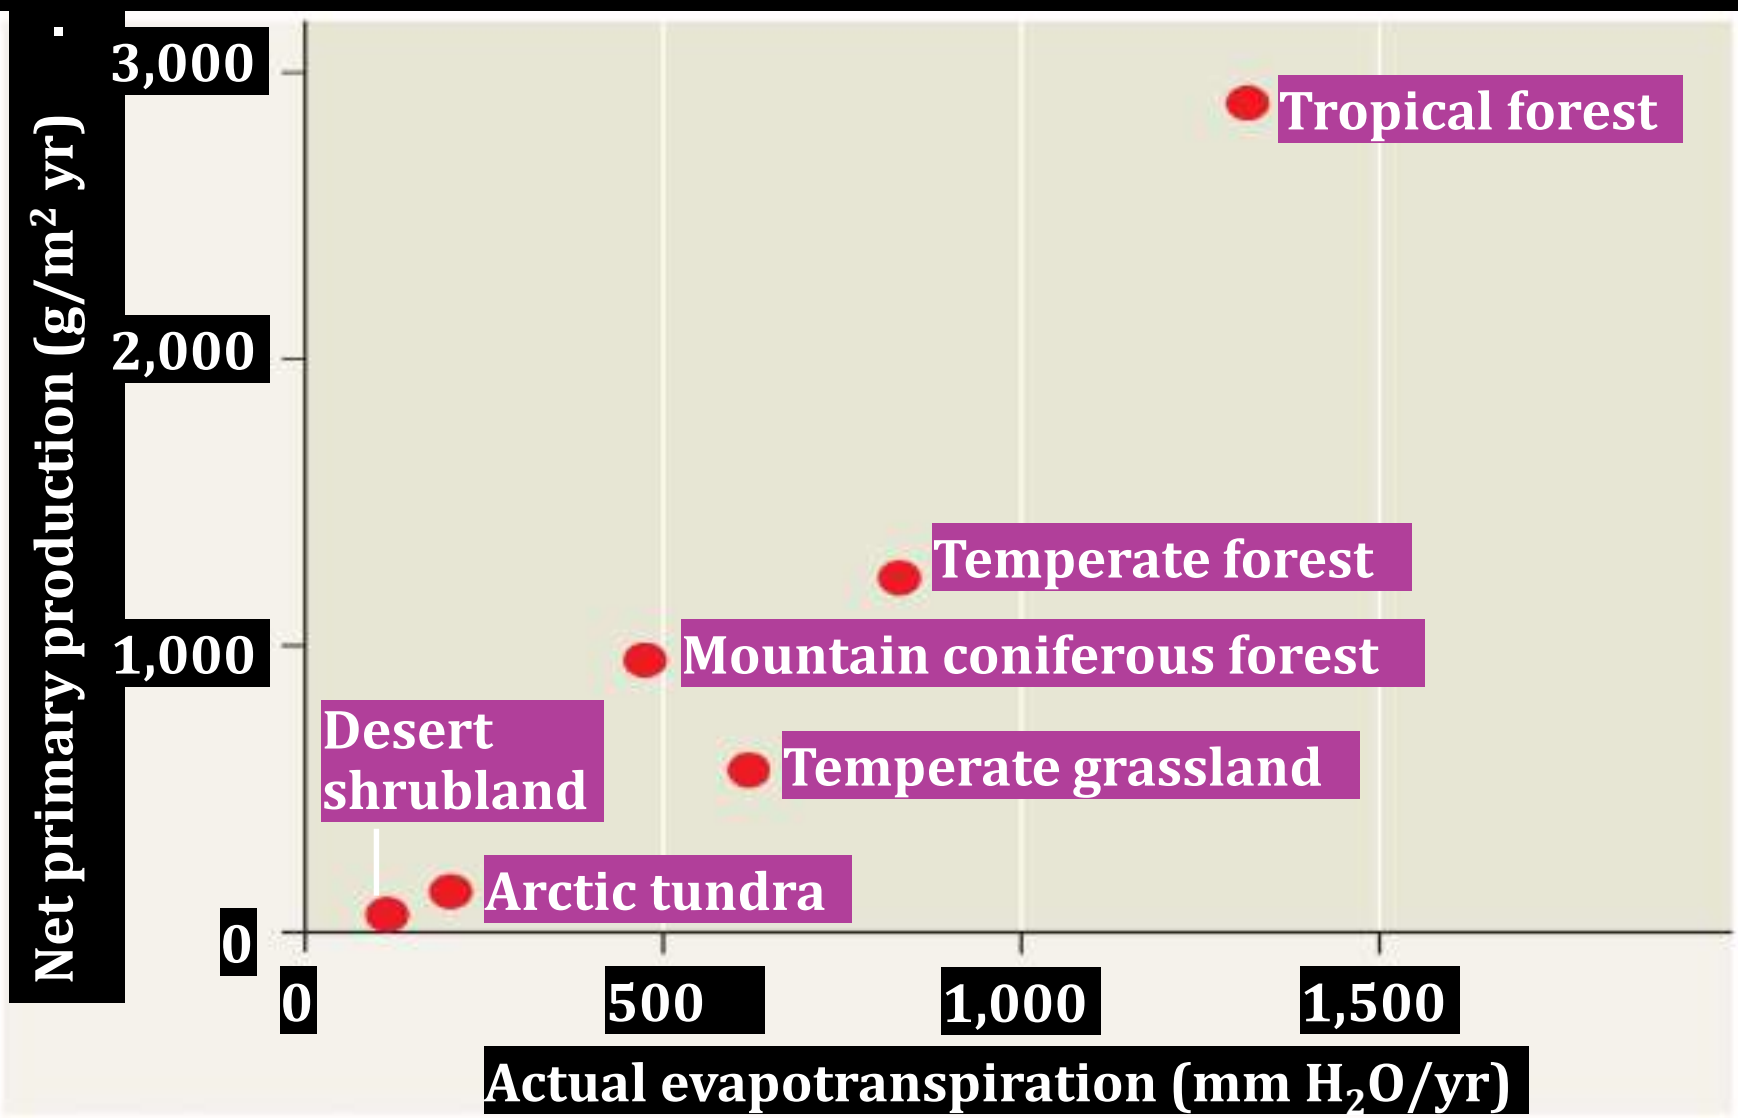 Net primary production (g/m² yr) .
3,000
2,000
1,000
0
Tropical forest
Temperate forest
Mountain coniferous forest
Temperate grassland
Desert
shrubland
Arctic tundra
0
500
1,000
1,500
Actual evapotranspiration (mm H₂O/yr)